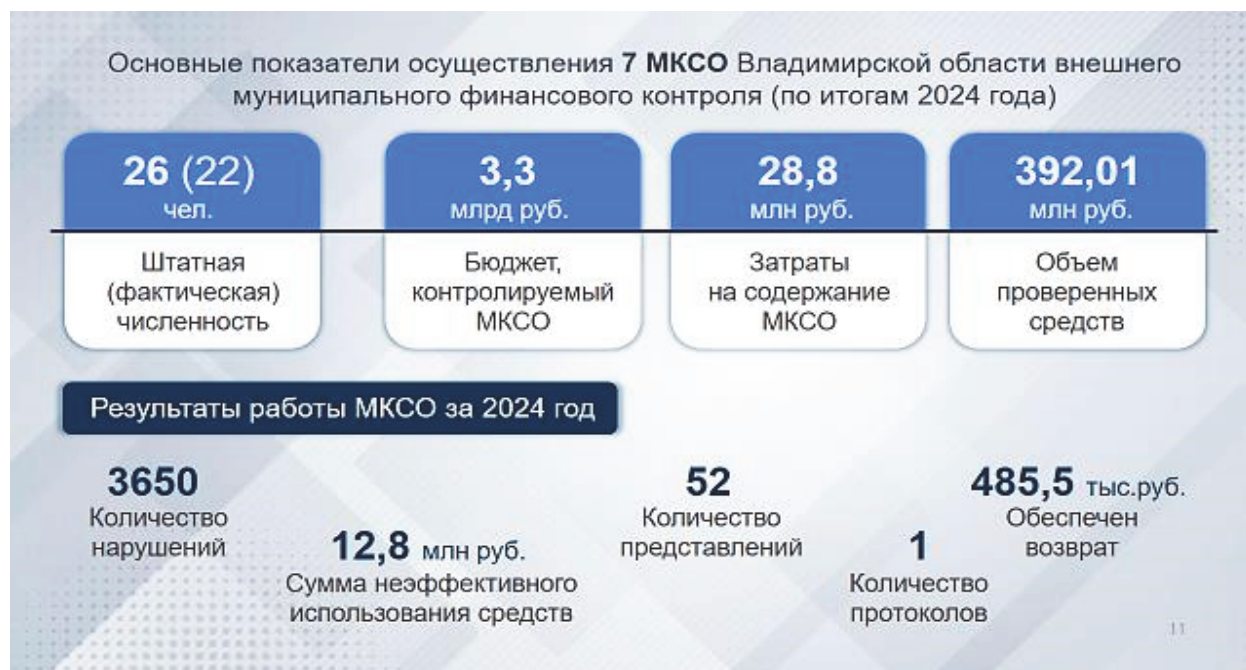 Основные показатели осуществления 7 МКСО Владимирской области внешнего
муниципального финансового контроля (по итогам 2024 года)
26 (22)
чел.
Штатная
(фактическая)
численность
3,3
млрд руб.
Бюджет,
контролируемый
МКСО
28,8
млн руб.
Затраты
на содержание
МКСО
392,01
млн руб.
Объем
проверенных
средств
Результаты работы МКСО за 2024 год
3650
Количество
нарушений
12,8 млн руб.
Сумма неэффективного
использования средств
52
Количество
представлений
1
Количество
протоколов
485,5 тыс.руб.
Обеспечен
возврат
11